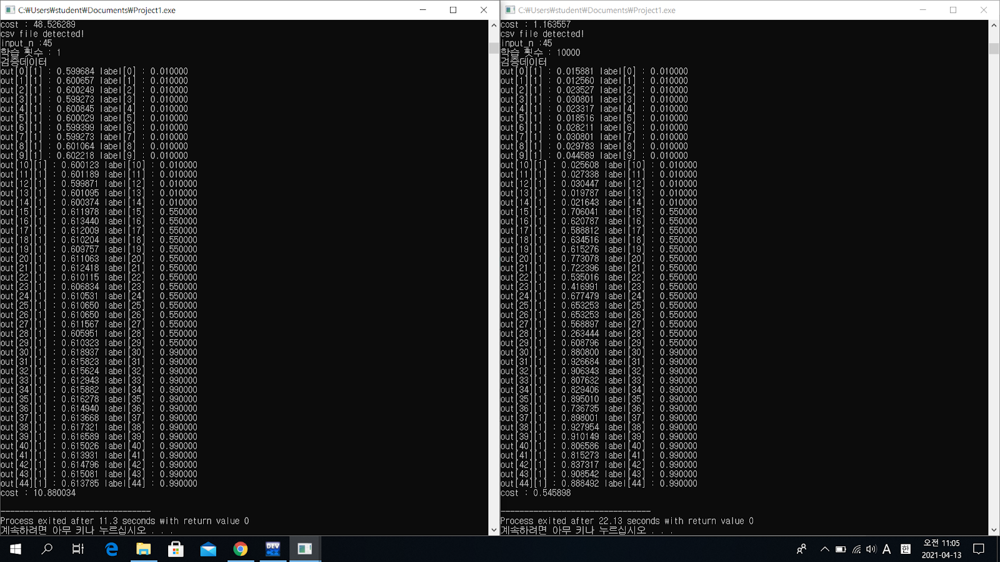 C:₩Users₩student₩Documents₩Project1.exe
cost : 48.526289
csv file detected!
input_n :45
학습 횟수 : 1
검증데이터
out[0][1] : 0.599684 label[0] : 0.010000
out[1][1] : 0.600657 label[1] : 0.010000
out[2][1] : 0.600249 label[2] : 0.010000
out[3][1] : 0.599273 label[3] : 0.010000
out[4][1] : 0.600845 label[4] : 0.010000
out[5][1] : 0.600029 label[5] : 0.010000
out[6][1] : 0.599399 label[6] : 0.010000
out[7][1] : 0.599273 label[7] : 0.010000
out[8][1] : 0.601064 label[8] : 0.010000
out[9][1] : 0.602218 label[9] : 0.010000
out[10][1] : 0.600123 label[10] : 0.010000
out[11][1] : 0.601189 label[11] : 0.010000
out[12][1] : 0.599871 label[12] : 0.010000
out[13][1] : 0.601095 label[13] : 0.010000
out[14][1] : 0.600374 label[14] : 0.010000
out[15][1] : 0.611978 label[15] : 0.550000
out[16][1] : 0.613440 label[16] : 0.550000
out[17][1] : 0.612009 label[17] : 0.550000
out[18][1] : 0.610204 label[18] : 0.550000
out[19][1] : 0.609757 label[19] : 0.550000
out[20][1] : 0.611063 label[20] : 0.550000
out[21][1] : 0.612418 label[21] : 0.550000
out[22][1] : 0.610115 label[22] : 0.550000
out[23][1] : 0.606834 label[23] : 0.550000
out[24][1] : 0.610531 label[24] : 0.550000
out[25][1] : 0.610650 label[25] : 0.550000
out[26][1] : 0.610650 label[26] : 0.550000
out[27][1] : 0.611567 label[27] : 0.550000
out[28][1] : 0.605951 label[28] : 0.550000
out[29][1] : 0.610323 label[29] : 0.550000
out[30][1] : 0.618937 label[30] : 0.990000
out[31][1] : 0.615823 label[31] : 0.990000
out[32][1] : 0.615624 label[32] : 0.990000
out[33][1] : 0.612943 label[33] : 0.990000
out[34][1] : 0.615882 label[34] : 0.990000
out[35][1] : 0.616278 label[35] : 0.990000
out[36][1] : 0.614940 label[36] : 0.990000
out[37][1] : 0.613668 label[37] : 0.990000
out[38][1] : 0.617321 label[38] : 0.990000
out[39][1] : 0.616589 label[39] : 0.990000
out[40][1] : 0.615026 label[40] : 0.990000
out[41][1] : 0.613931 label[41] : 0.990000
out[42][1] : 0.614796 label[42] : 0.990000
out[43][1] : 0.615081 label[43] : 0.990000
out[44][1] : 0.613785 label[44] : 0.990000
cost : 10.880034
--------------------------------
Process exited after 11.3 seconds with return value 0
계속하려면 아무 키나 누르십시오 . . .
C:₩Users₩student₩Documents₩Project1.exe
cost : 1.163557
csv file detected!
input_n :45
학습 횟수 : 10000
검증데이터
out[0][1] : 0.015881 label[0] : 0.010000
out[1][1] : 0.012560 label[1] : 0.010000
out[2][1] : 0.023527 label[2] : 0.010000
out[3][1] : 0.030801 label[3] : 0.010000
out[4][1] : 0.023317 label[4] : 0.010000
out[5][1] : 0.018516 label[5] : 0.010000
out[6][1] : 0.028211 label[6] : 0.010000
out[7][1] : 0.030801 label[7] : 0.010000
out[8][1] : 0.029783 label[8] : 0.010000
out[9][1] : 0.044589 label[9] : 0.010000
out[10][1] : 0.025608 label[10] : 0.010000
out[11][1] : 0.027338 label[11] : 0.010000
out[12][1] : 0.030447 label[12] : 0.010000
out[13][1] : 0.019787 label[13] : 0.010000
out[14][1] : 0.021643 label[14] : 0.010000
out[15][1] : 0.706041 label[15] : 0.550000
out[16][1] : 0.620787 label[16] : 0.550000
out[17][1] : 0.588812 label[17] : 0.550000
out[18][1] : 0.634516 label[18] : 0.550000
out[19][1] : 0.615276 label[19] : 0.550000
out[20][1] : 0.773078 label[20] : 0.550000
out[21][1] : 0.722396 label[21] : 0.550000
out[22][1] : 0.535016 label[22] : 0.550000
out[23][1] : 0.416991 label[23] : 0.550000
out[24][1] : 0.677479 label[24] : 0.550000
out[25][1] : 0.653253 label[25] : 0.550000
out[26][1] : 0.653253 label[26] : 0.550000
out[27][1] : 0.568897 label[27] : 0.550000
out[28][1] : 0.263444 label[28] : 0.550000
out[29][1] : 0.608796 label[29] : 0.550000
out[30][1] : 0.880800 label[30] : 0.990000
out[31][1] : 0.926684 label[31] : 0.990000
out[32][1] : 0.906343 label[32] : 0.990000
out[33][1] : 0.807632 label[33] : 0.990000
out[34][1] : 0.829406 label[34] : 0.990000
out[35][1] : 0.895010 label[35] : 0.990000
out[36][1] : 0.736735 label[36] : 0.990000
out[37][1] : 0.898001 label[37] : 0.990000
out[38][1] : 0.927954 label[38] : 0.990000
out[39][1] : 0.910149 label[39] : 0.990000
out[40][1] : 0.806586 label[40] : 0.990000
out[41][1] : 0.815273 label[41] : 0.990000
out[42][1] : 0.837317 label[42] : 0.990000
out[43][1] : 0.908542 label[43] : 0.990000
out[44][1] : 0.888492 label[44] : 0.990000
cost : 0.545898
--------------------------------
Process exited after 22.13 seconds with return value 0
계속하려면 아무 키나 누르십시오 . . .
DEV
A
한
오전 11:05
2021-04-13